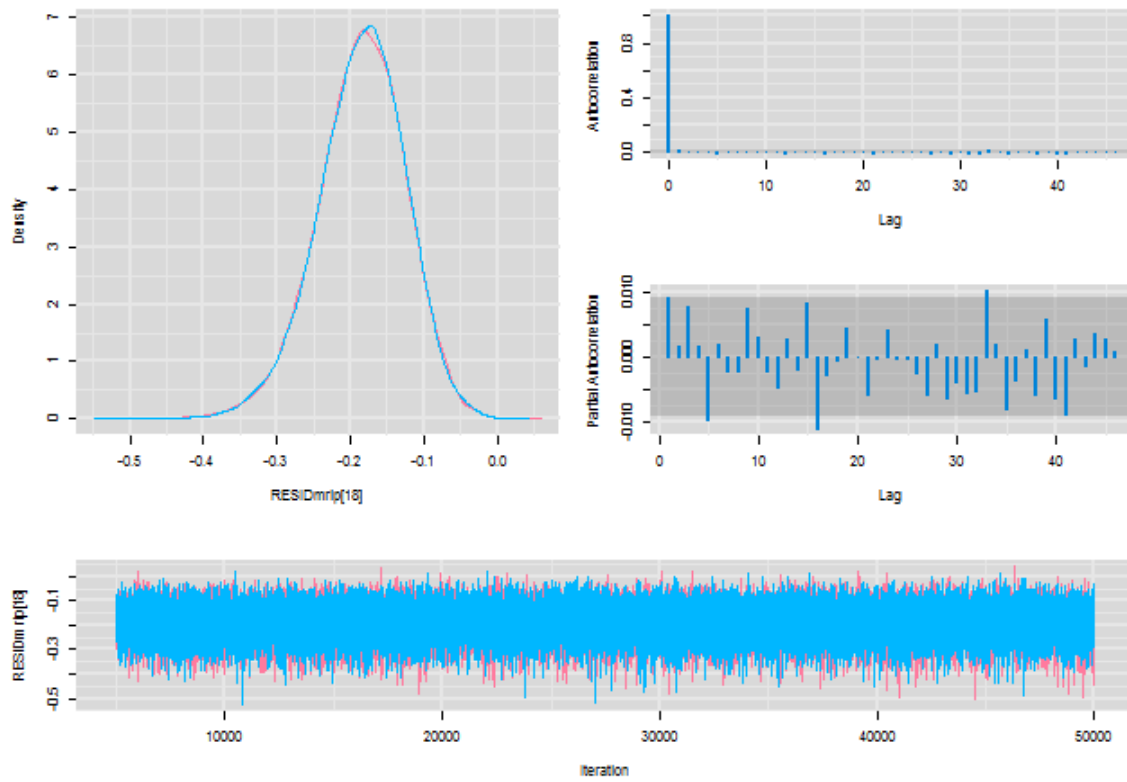 7
6
5
4
3
2
1
0
Density
-0.5 -0.4 -0.3 -0.2 -0.1 0.0
RESIDmrip[18]
0.8
0.4
0.0
Autocorrelation
0 10 20 30 40
Lag
0.010
0.000
-0.010
Partial Autocorrelation
0 10 20 30 40
Lag
-0.1
-0.3
-0.5
RESIDmrip[18]
10000 20000 30000 40000 50000
Iteration